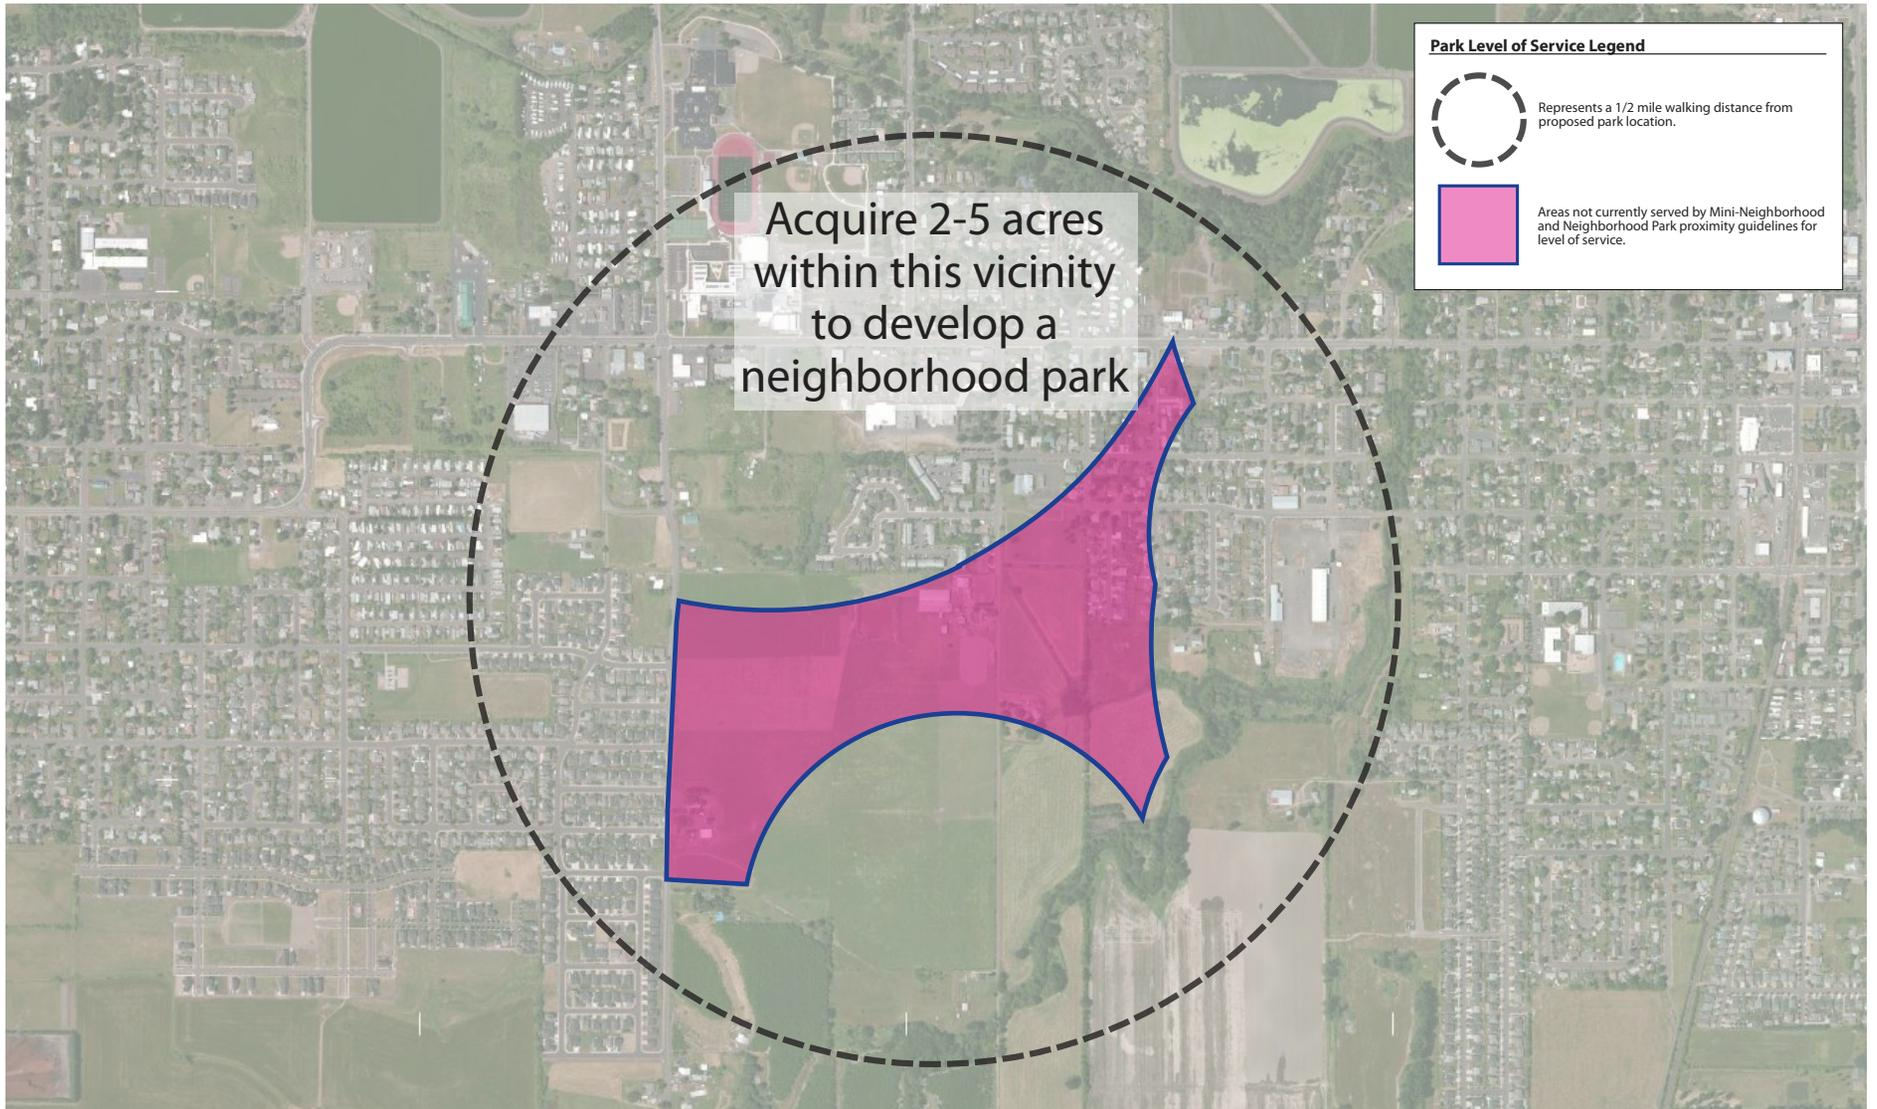 Park Level of Service Legend
Represents a 1/2 mile walking distance from
proposed park location.
Areas not currently served by Mini-Neighborhood
and Neighborhood Park proximity guidelines for
level of service.
Acquire 2-5 acres
within this vicinity
to develop a
neighborhood park